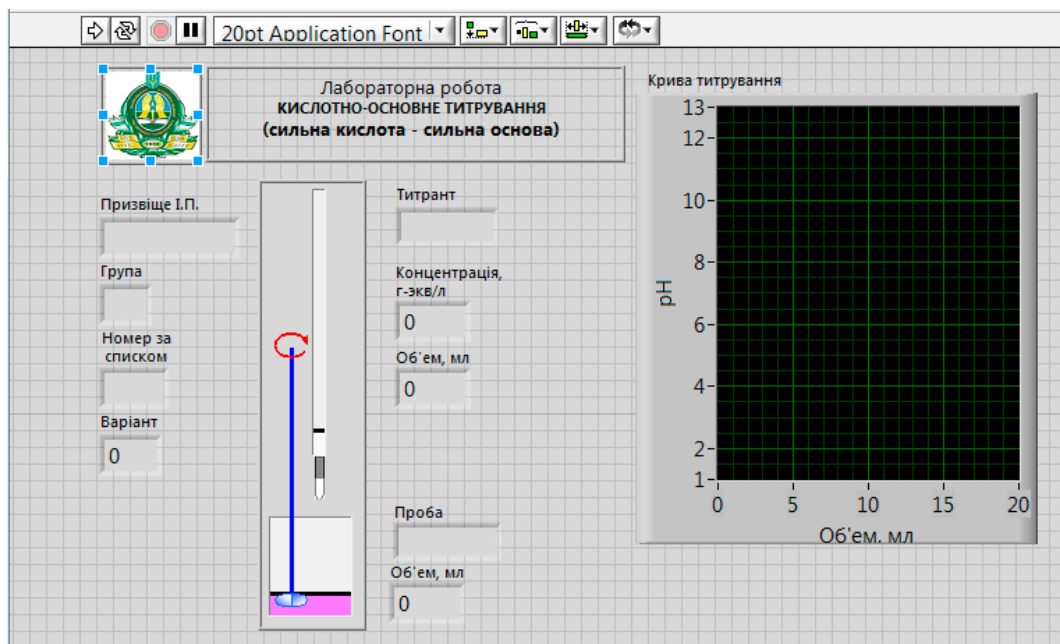 20pt Application Font
Лабораторна робота
КИСЛОТНО-ОСНОВНЕ ТИТРУВАННЯ
(сильна кислота - сильна основа)
Призвіще І.П.
Група
Номер за
списком
Варіант
0
Титрант
Концентрація,
г-экв/л
0
Об'ем, мл
0
Проба
Об'ем, мл
0
Крива титрування
13
12
10
8
6
4
2
1
pH
0 5 10 15 20
Об'ем, мл